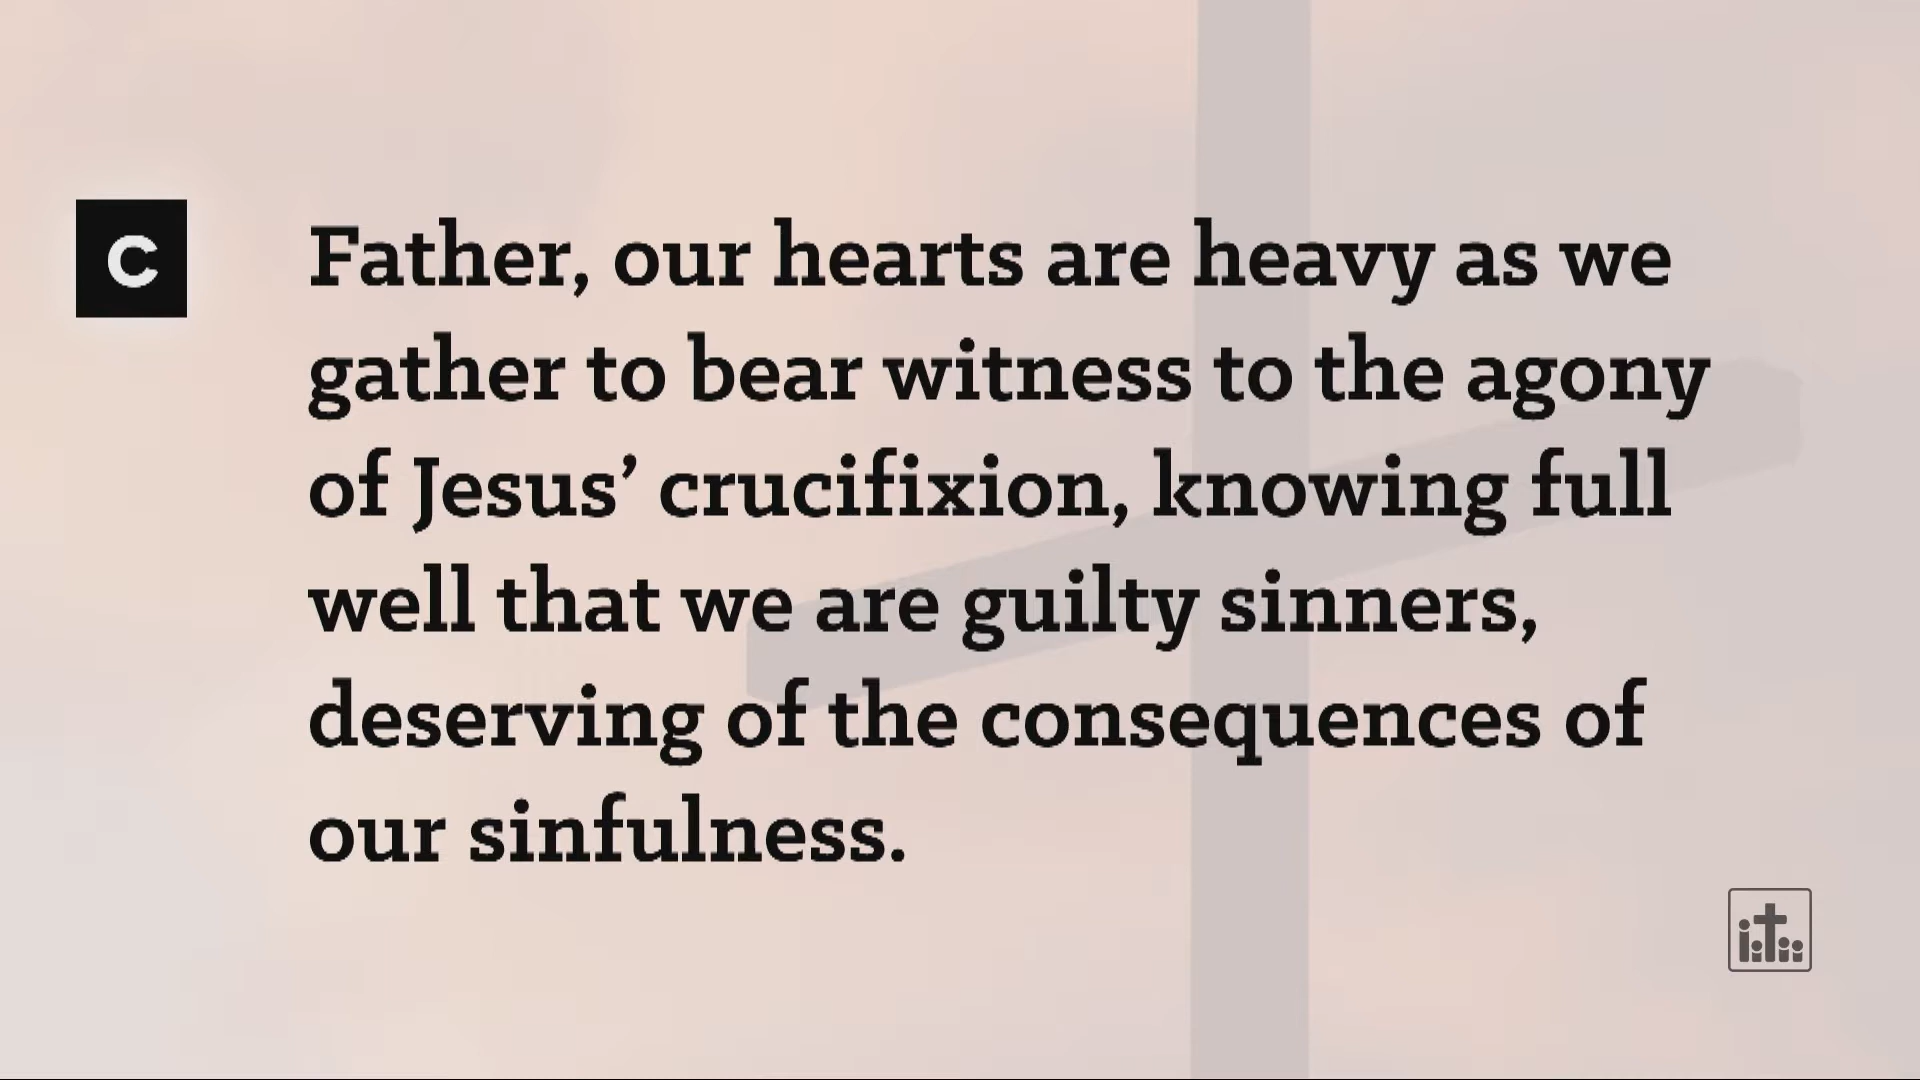 C
Father, our hearts are heavy as we
gather to bear witness to the agony
of Jesus’ crucifixion, knowing full
well that we are guilty sinners,
deserving of the consequences of
our sinfulness.